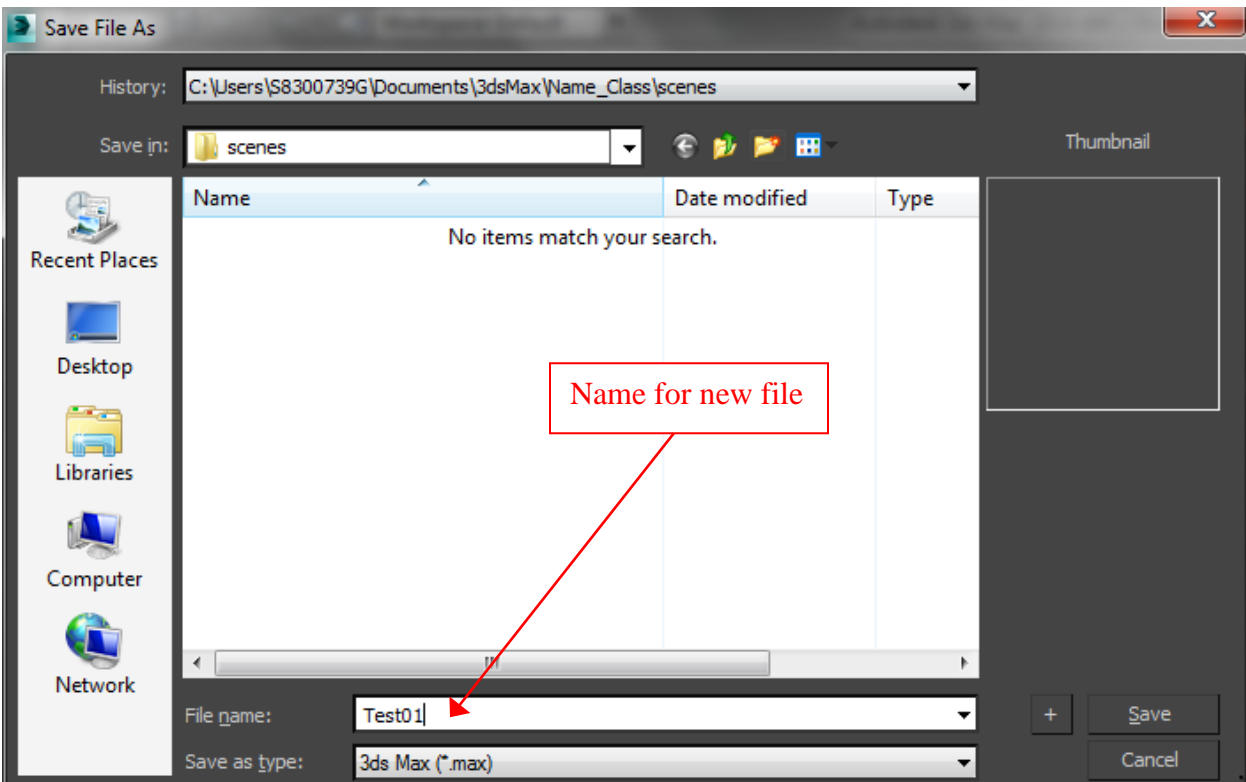 Save File As
X
History: C:\Users\S8300739G\Documents\3dsMax\Name_Class\scenes
Save in: scenes
Thumbnail
Name Date modified Type
No items match your search.
Recent Places
Desktop
Name for new file
Libraries
Computer
Network
File name: Test01
+ Save
Save as type: 3ds Max (*.max)
Cancel